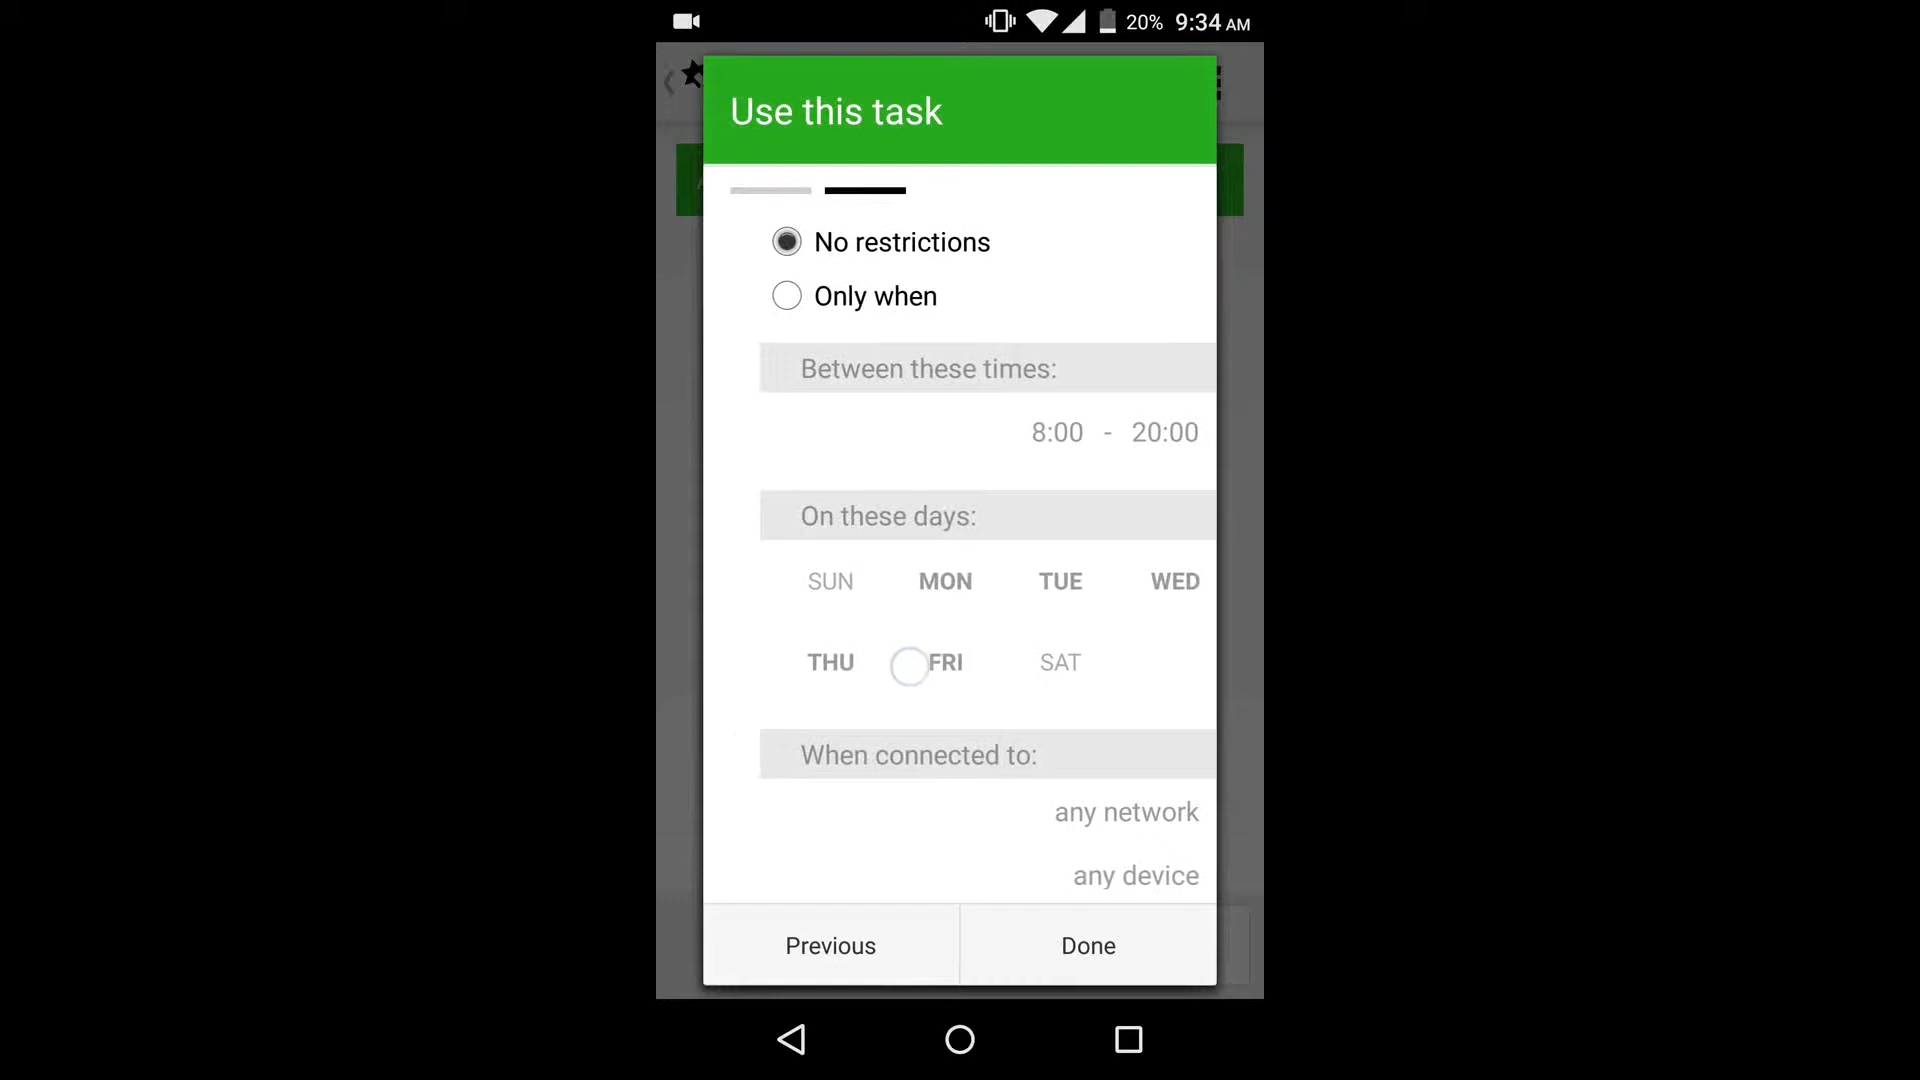 20% 9:34 AM
Use this task
No restrictions
Only when
Between these times:
8:00 - 20:00
On these days:
SUN MON TUE WED
THU FRI SAT
When connected to:
any network
any device
Previous Done